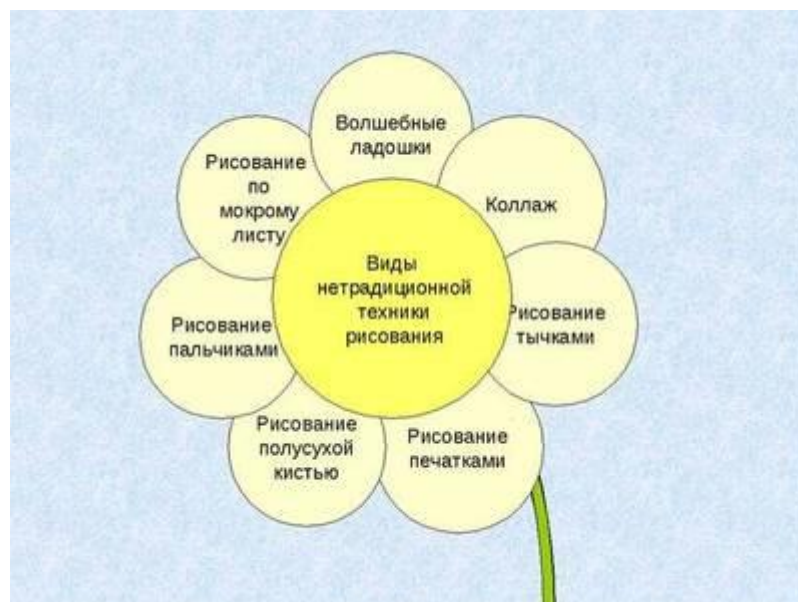 Волшебные
ладошки
Коллаж
Рисование
тычками
Рисование
печатками
Рисование
полусухой
кистью
Рисование
пальчиками
Рисование
по
мокрому
листу
Виды
нетрадиционной
техники
рисования